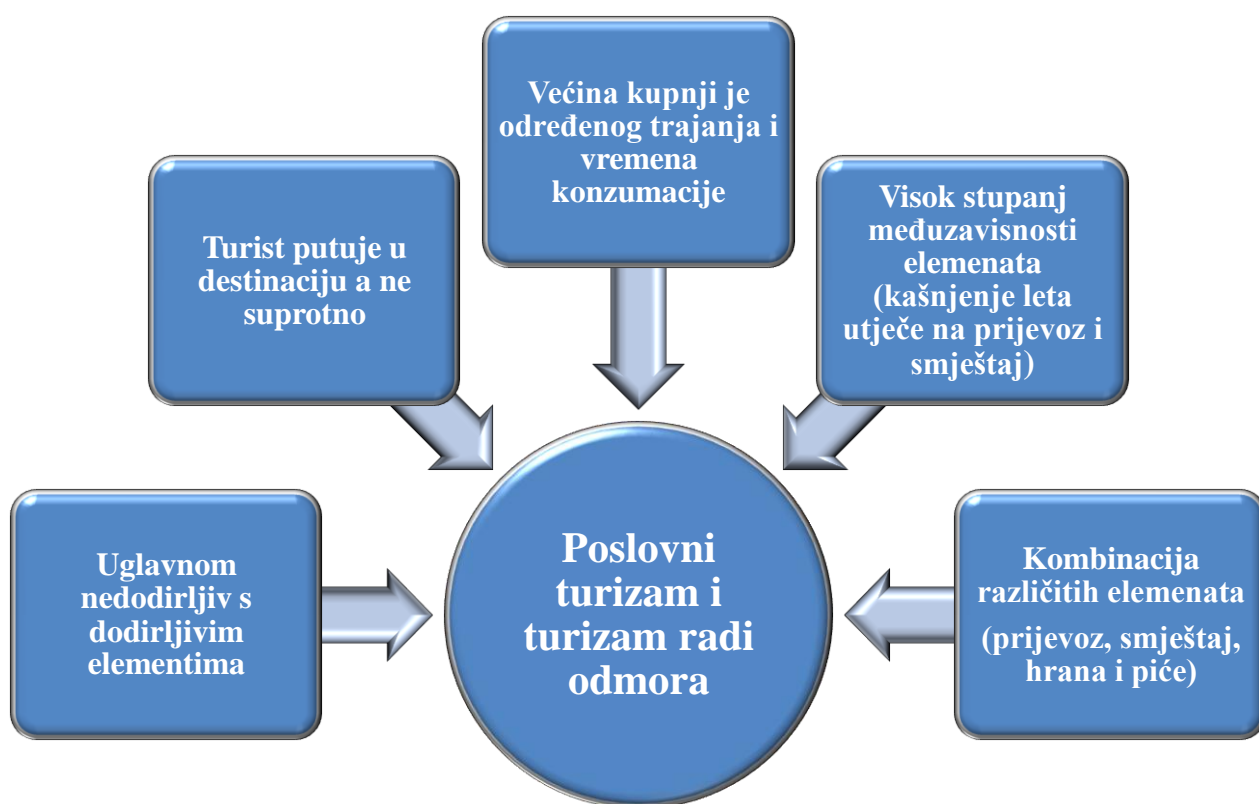 Većina kupnji je
određenog trajanja i
vremena
konzumacije
Turist putuje u
destinaciju a ne
suprotno
Visok stupanj
međuzavisnosti
elemenata
(kašnjenje leta
utječe na prijevoz i
smještaj)
Uglavnom
nedodirljiv s
dodirljivim
elementima
Poslovni
turizam i
turizam radi
odmora
Kombinacija
različitih elemenata
(prijevoz, smještaj,
hrana i piće)